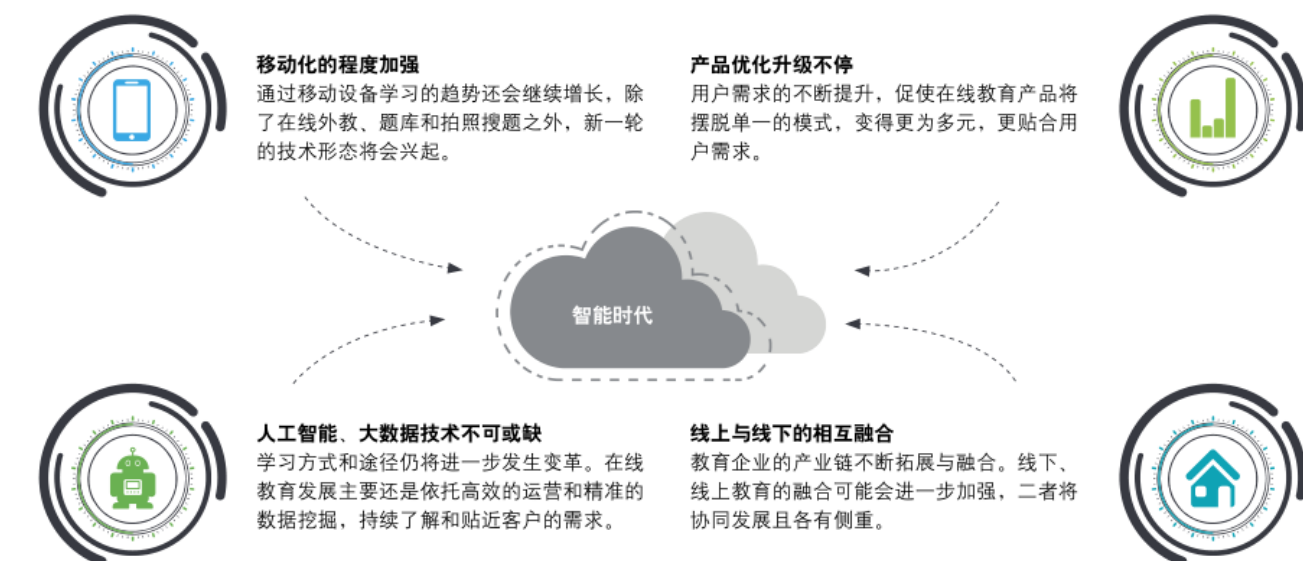 移动化的程度加强
通过移动设备学习的趋势还会继续增长，除
了在线外教、题库和拍照搜题之外，新一轮
的技术形态将会兴起。
产品优化升级不停
用户需求的不断提升，促使在线教育产品将
摆脱单一的模式，变得更为多元，更贴合用
户需求。
智能时代
人工智能、大数据技术不可或缺
学习方式和途径仍将进一步发生变革。在线
教育发展主要还是依托高效的运营和精准的
数据挖掘，持续了解和贴近客户的需求。
线上与线下的相互融合
教育企业的产业链不断拓展与融合。线下、
线上教育的融合可能会进一步加强，二者将
协同发展且各有侧重。